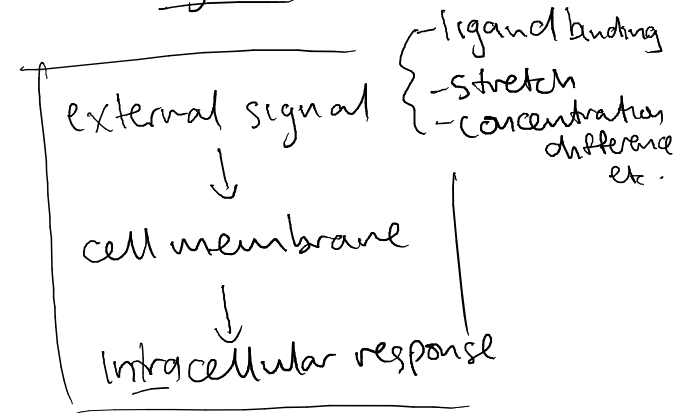 external signal
- ligand binding
- stretch
- concentration
difference
etc.
cell membrane
Intracellular response